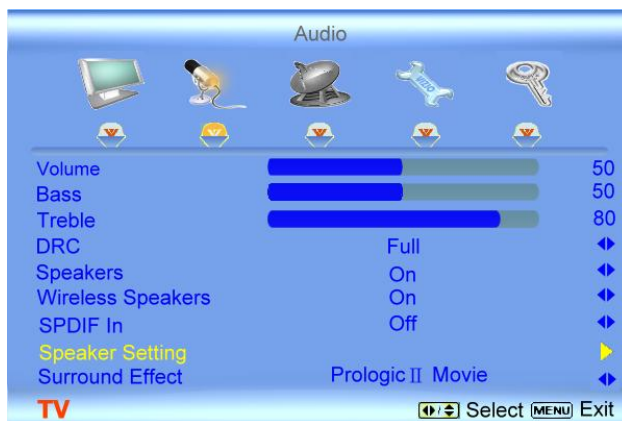 Audio
VIZIO
Volume 50
Bass 50
Treble 80
DRC Full
Speakers On
Wireless Speakers On
SPDIF In Off
Speaker Setting
Surround Effect Prologic II Movie
TV Select MENU Exit